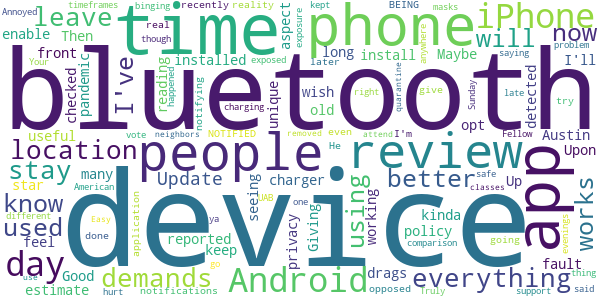 Annoyed timeframes binging recently reality masks BEING
leave time aspect kept phone anywhere iPhone
enable Then real exposure though saying now
Your front pandemic I've installed exposed long install will
problem I'll
bluetooth
checked reading happened notifying charging unique wish old later Maybe right quarantine give opt detected late Sunday try
useful vote neighbors NOTIFIED removed even attend I'm Fellow Austin
location people He review Upon
stay many Update charger better Up safe classes app works
star American UAB one
know different Easy application seeing privacy Giving using working kinda going
used done ya policy comparison
feel reported keep fault thing
day Good demands go Android drags everything
use estimate hurt notifications opposed Truly support said
device